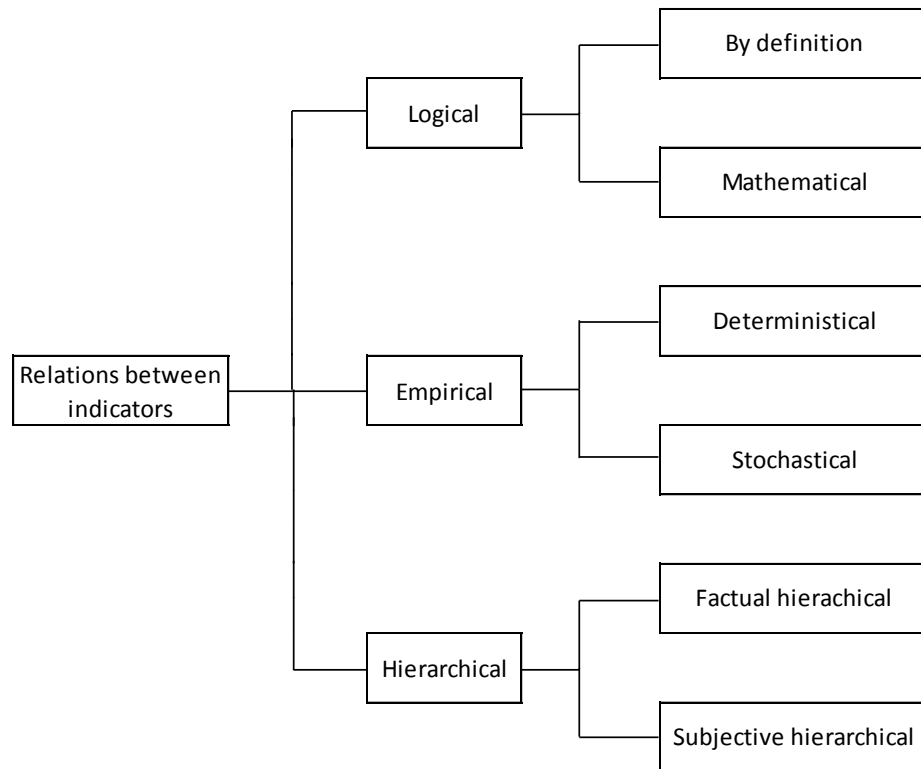 By definition
Logical
Mathematical
Deterministical
Relations between
indicators
Empirical
Stochastical
Factual hierachical
Hierarchical
Subjective hierarchical